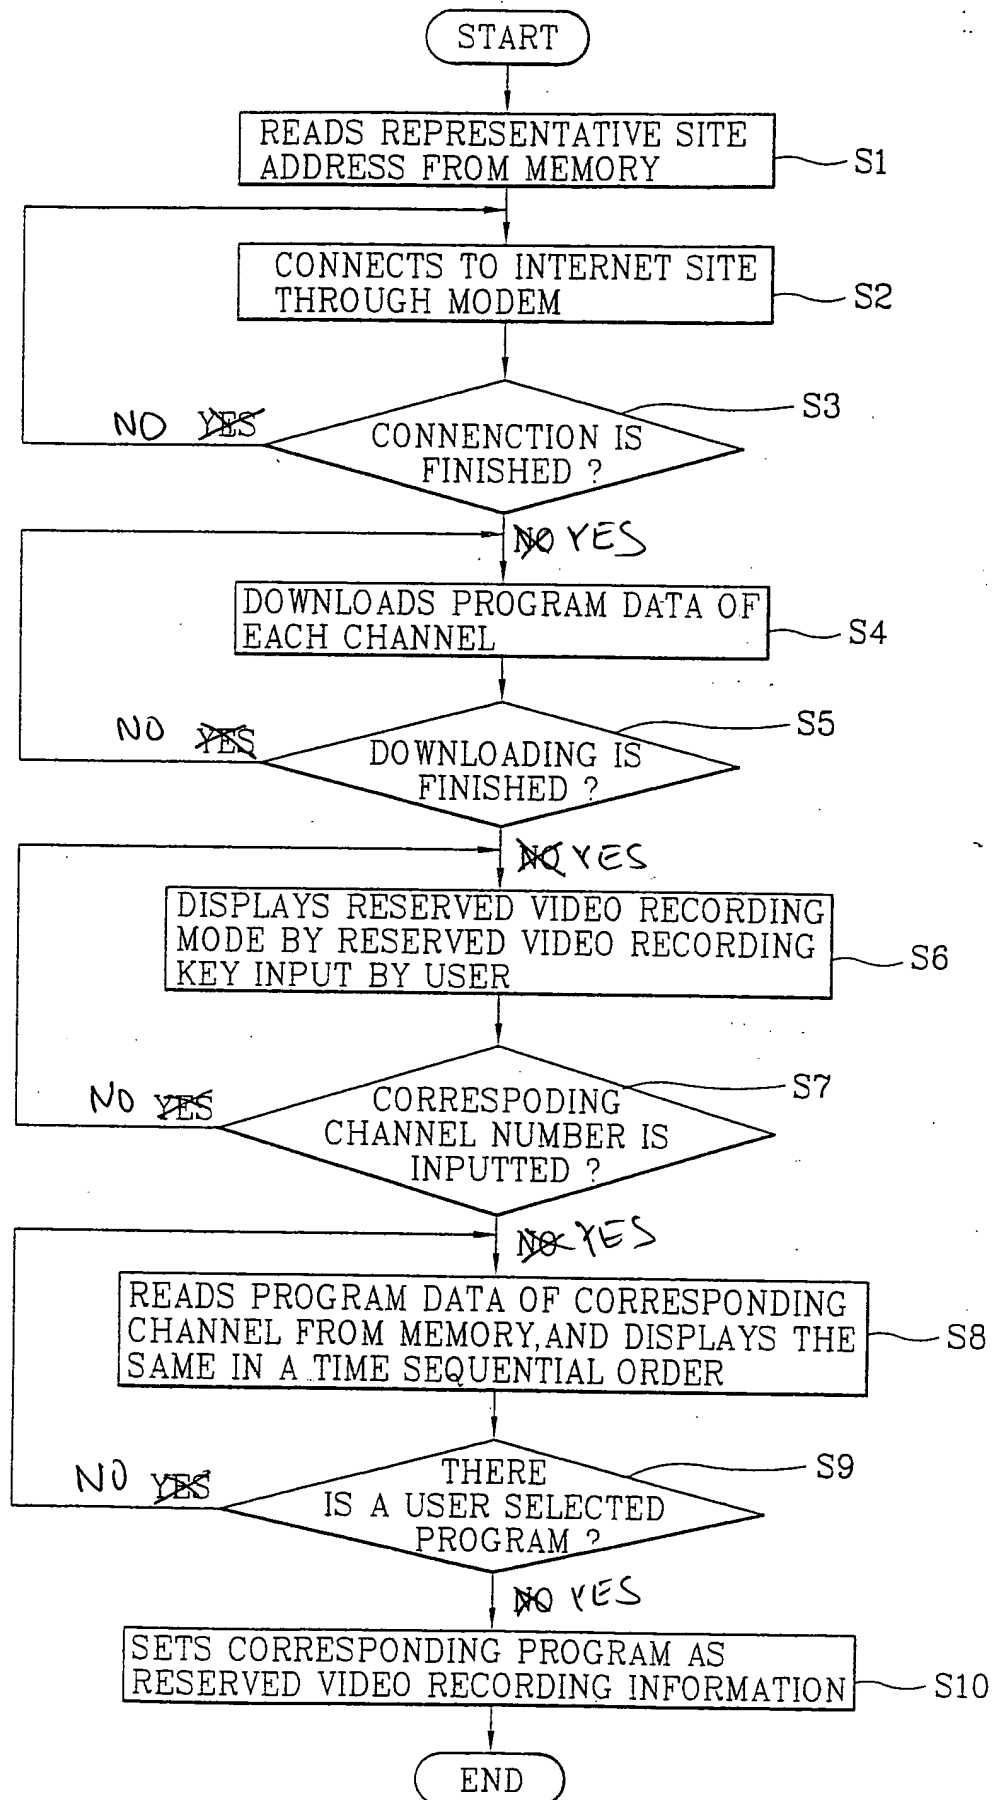 START
READS REPRESENTATIVE SITE
ADDRESS FROM MEMORY
S1
CONNECTS TO INTERNET SITE
THROUGH MODEM
S2
S3
NO YES
CONNENCTION IS
FINISHED ?
NO YES
DOWNLOADS PROGRAM DATA OF
EACH CHANNEL
S4
S5
NO YES
DOWNLOADING IS
FINISHED ?
NO YES
DISPLAYS RESERVED VIDEO RECORDING
MODE BY RESERVED VIDEO RECORDING
KEY INPUT BY USER
S6
S7
NO YES
CORRESPODING
CHANNEL NUMBER IS
INPUTTED ?
NO YES
READS PROGRAM DATA OF CORRESPONDING
CHANNEL FROM MEMORY,AND DISPLAYS THE
SAME IN A TIME SEQUENTIAL ORDER
S8
S9
NO YES
THERE
IS A USER SELECTED
PROGRAM ?
NO YES
SETS CORRESPONDING PROGRAM AS
RESERVED VIDEO RECORDING INFORMATION
S10
END